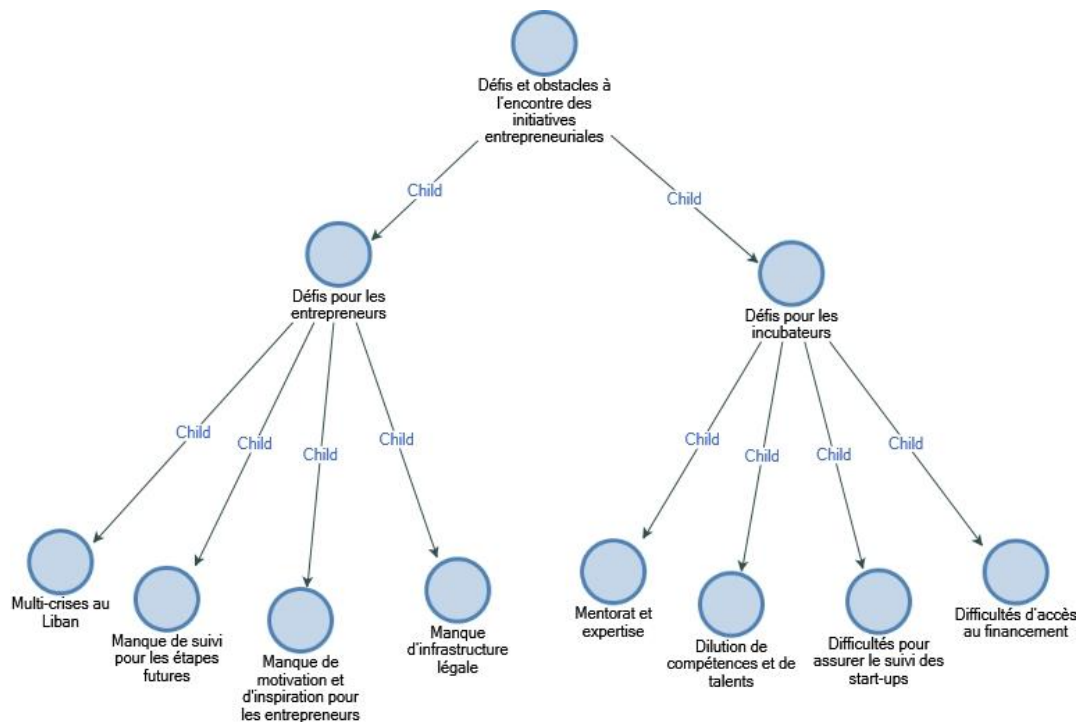 Défis et obstacles à
l'encontre des
initiatives
entrepreneuriales
Child
Child
Défis pour les
entrepreneurs
Défis pour les
incubateurs
Child
Child
Child
Child
Child
Child
Child
Child
Multi-crises au
Liban
Manque de suivi
pour les étapes
futures
Manque de
motivation et
d'inspiration pour
les entrepreneurs
Manque
d'infrastructure
légale
Mentorat et
expertise
Dilution de
compétences et de
talents
Difficultés pour
assurer le suivi des
start-ups
Difficultés d'accès
au financement